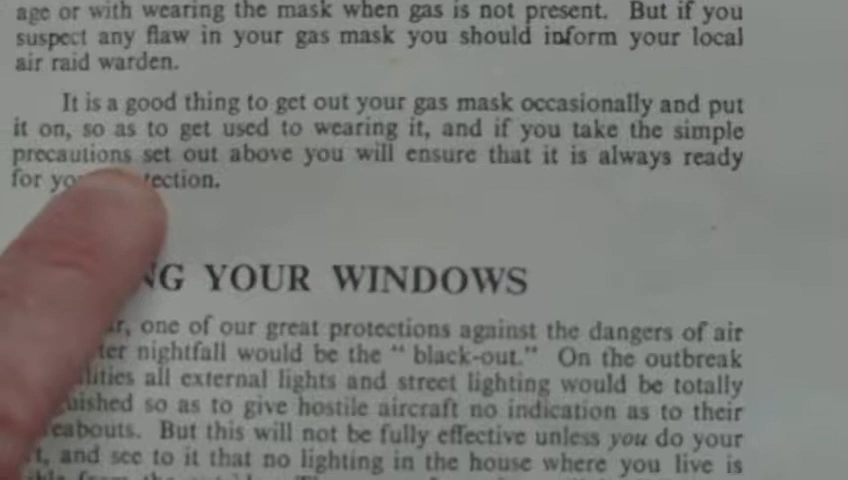 age or with wearing the mask when gas is not present. But if you
suspect any flaw in your gas mask you should inform your local
air raid warden.
It is a good thing to get out your gas mask occasionally and put
it on, so as to get used to wearing it, and if you take the simple
precautions set out above you will ensure that it is always ready
for
YOUR WINDOWS
one of our great protections against the dangers of air
nightfall would be the " black-out." On the outbreak
all external lights and street lighting would be totally
so as to give hostile aircraft no indication as to their
But this will not be fully effective unless you do your
and see to it that no lighting in the house where you live is